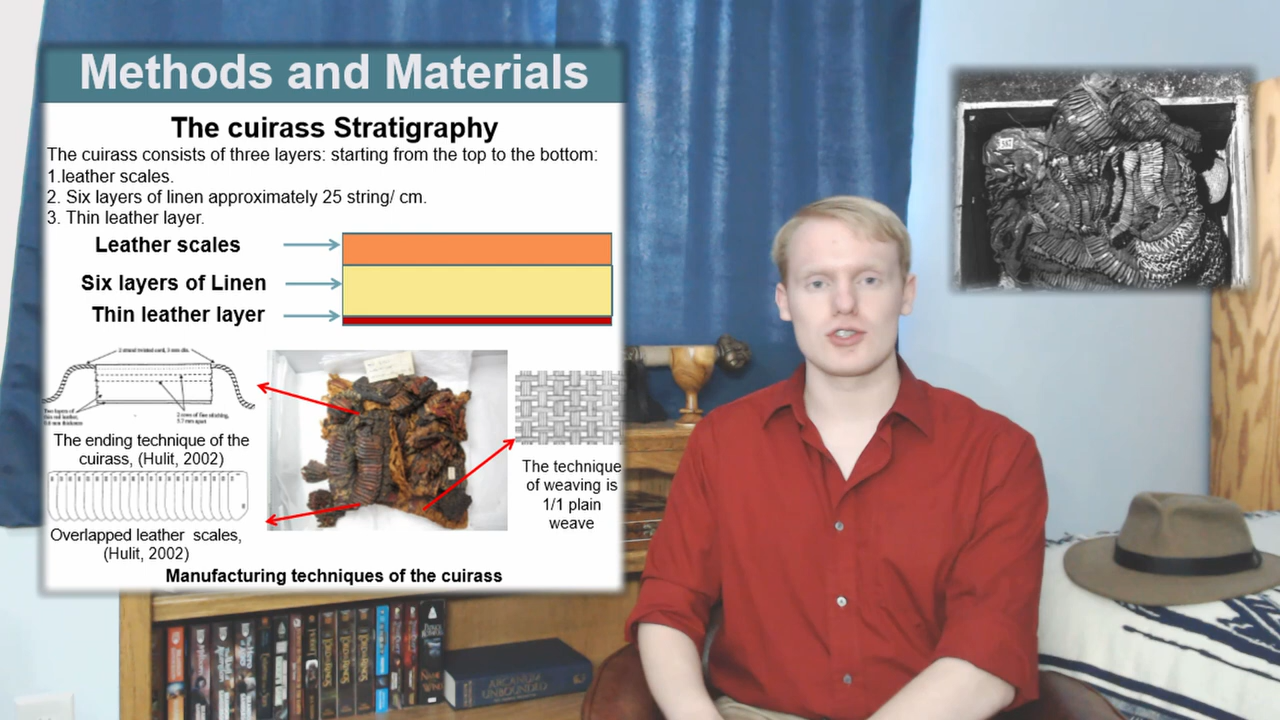 Methods and Materials
The cuirass Stratigraphy
The cuirass consists of three layers: starting from the top to the bottom:
1.leather scales.
2. Six layers of linen approximately 25 string/ cm.
3. Thin leather layer.
Leather scales
Six layers of Linen
Thin leather layer
The ending technique of the
cuirass, (Hulit, 2002)
Overlapped leather scales,
(Hulit, 2002)
The technique
of weaving is
1/1 plain
weave
Manufacturing techniques of the cuirass
ARCANUM
UNBOUNDED